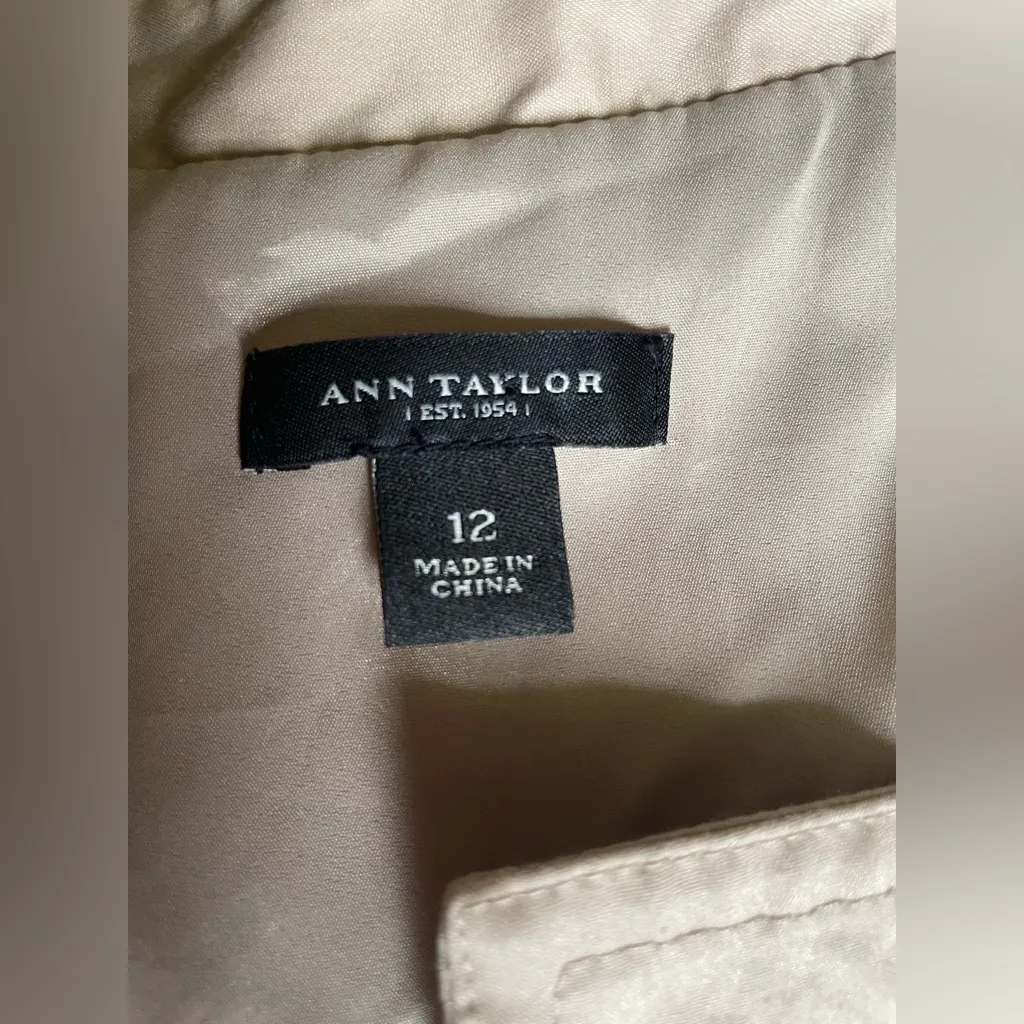 ANN TAYLOR
| EST. 1954 |
12
MADE IN
CHINA